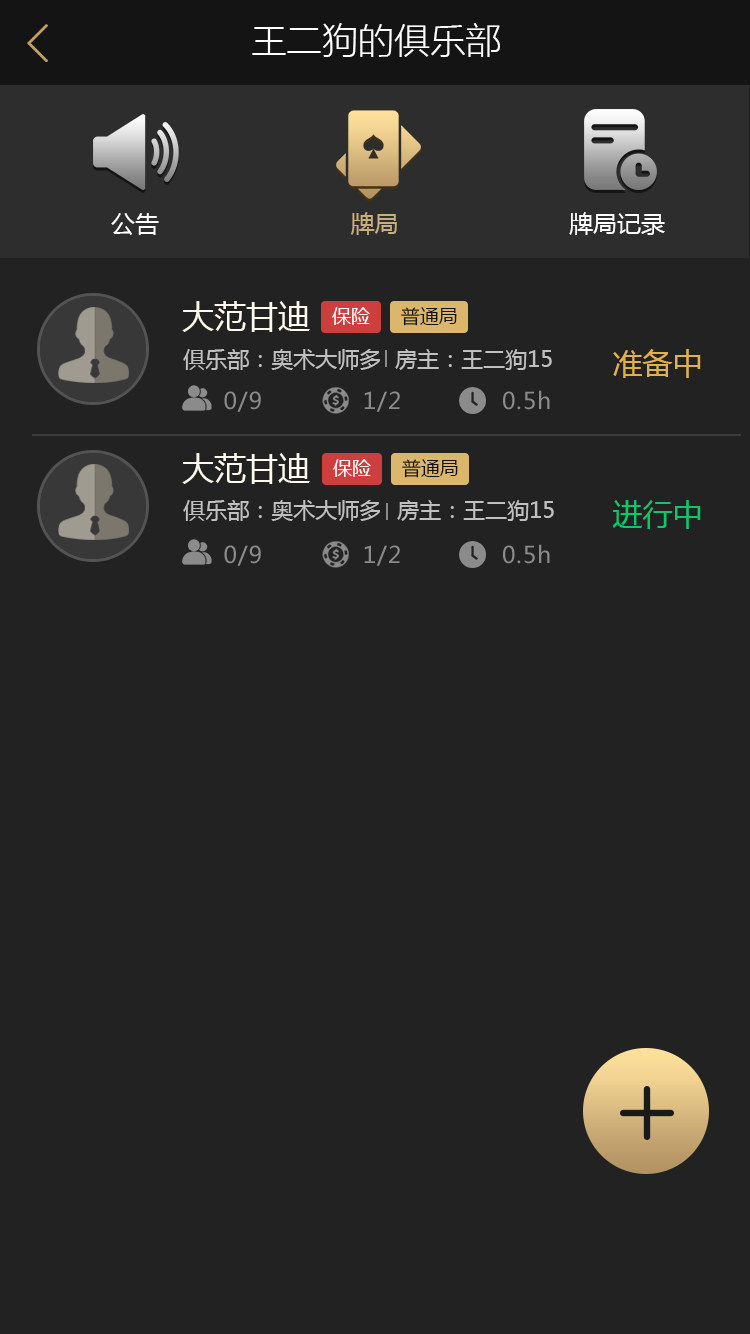 王二狗的俱乐部
公告 牌局 牌局记录
大范甘迪 保险 普通局
俱乐部：奥术大师多| 房主：王二狗15
准备中
0/9 1/2 0.5h
大范甘迪 保险 普通局
俱乐部：奥术大师多| 房主：王二狗15
进行中
0/9 1/2 0.5h